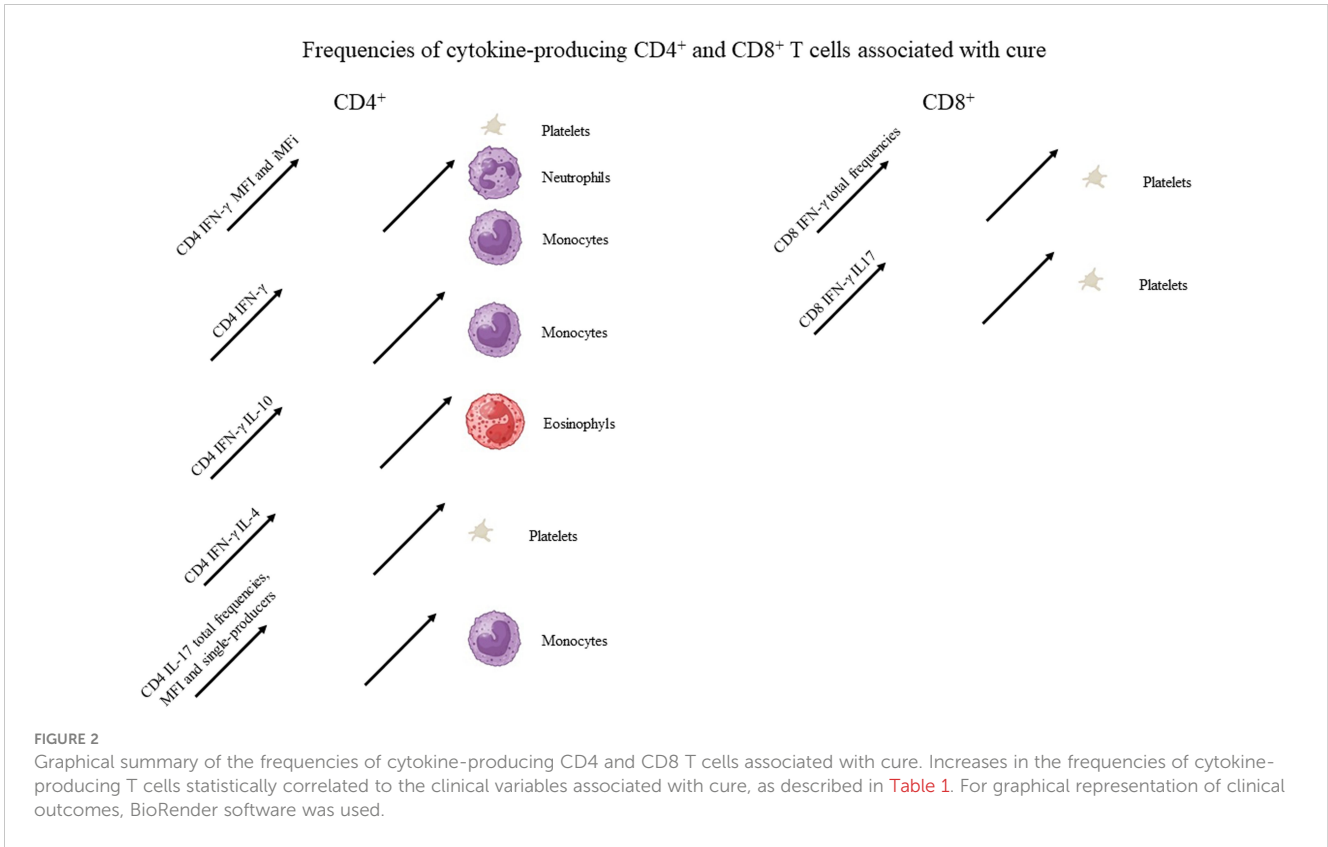 Frequencies of cytokine-producing CD4⁺ and CD8⁺ T cells associated with cure
CD4⁺
CD4 IFN-γ MFI and iMFi
Platelets
Neutrophils
Monocytes
CD4 IFN-γ
Monocytes
CD4 IFN-γ IL-10
Eosinophyls
CD4 IFN-γ IL-4
Platelets
CD4 IL-17 total frequencies,
MFI and single-producers
Monocytes
CD8⁺
CD8 IFN-γ total frequencies
Platelets
CD8 IFN-γ IL17
Platelets
FIGURE 2
Graphical summary of the frequencies of cytokine-producing CD4 and CD8 T cells associated with cure. Increases in the frequencies of cytokine-
producing T cells statistically correlated to the clinical variables associated with cure, as described in Table 1. For graphical representation of clinical
outcomes, BioRender software was used.